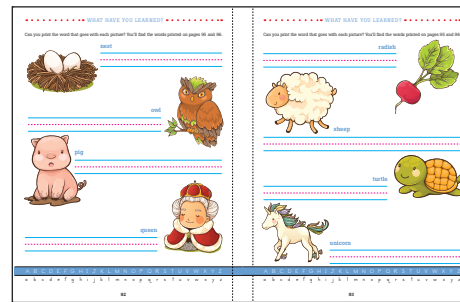 WHAT HAVE YOU LEARNED?
Can you print the word that goes with each picture? You'll find the words printed on pages 95 and 96.
nest
owl
pig
queen
A B C D E F G H I J K L M N O P Q R S T U V W X Y Z
a b c d e f g h i j k l m n o p q r s t u v w x y z
82
WHAT HAVE YOU LEARNED?
Can you print the word that goes with each picture? You'll find the words printed on pages 95 and 96.
radish
sheep
turtle
unicorn
A B C D E F G H I J K L M N O P Q R S T U V W X Y Z
a b c d e f g h i j k l m n o p q r s t u v w x y z
83